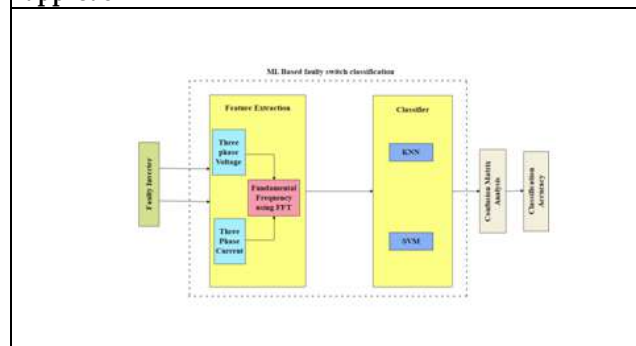 ML Based faulty switch classification
Feature Extraction
Classifier
Three
phase
Voltage
KNN
Faulty Inverter
Fundamental
Frequency
using FFT
Confusion Matrix
Analysis
Classification
Accuracy
Three
Phase
Current
SVM